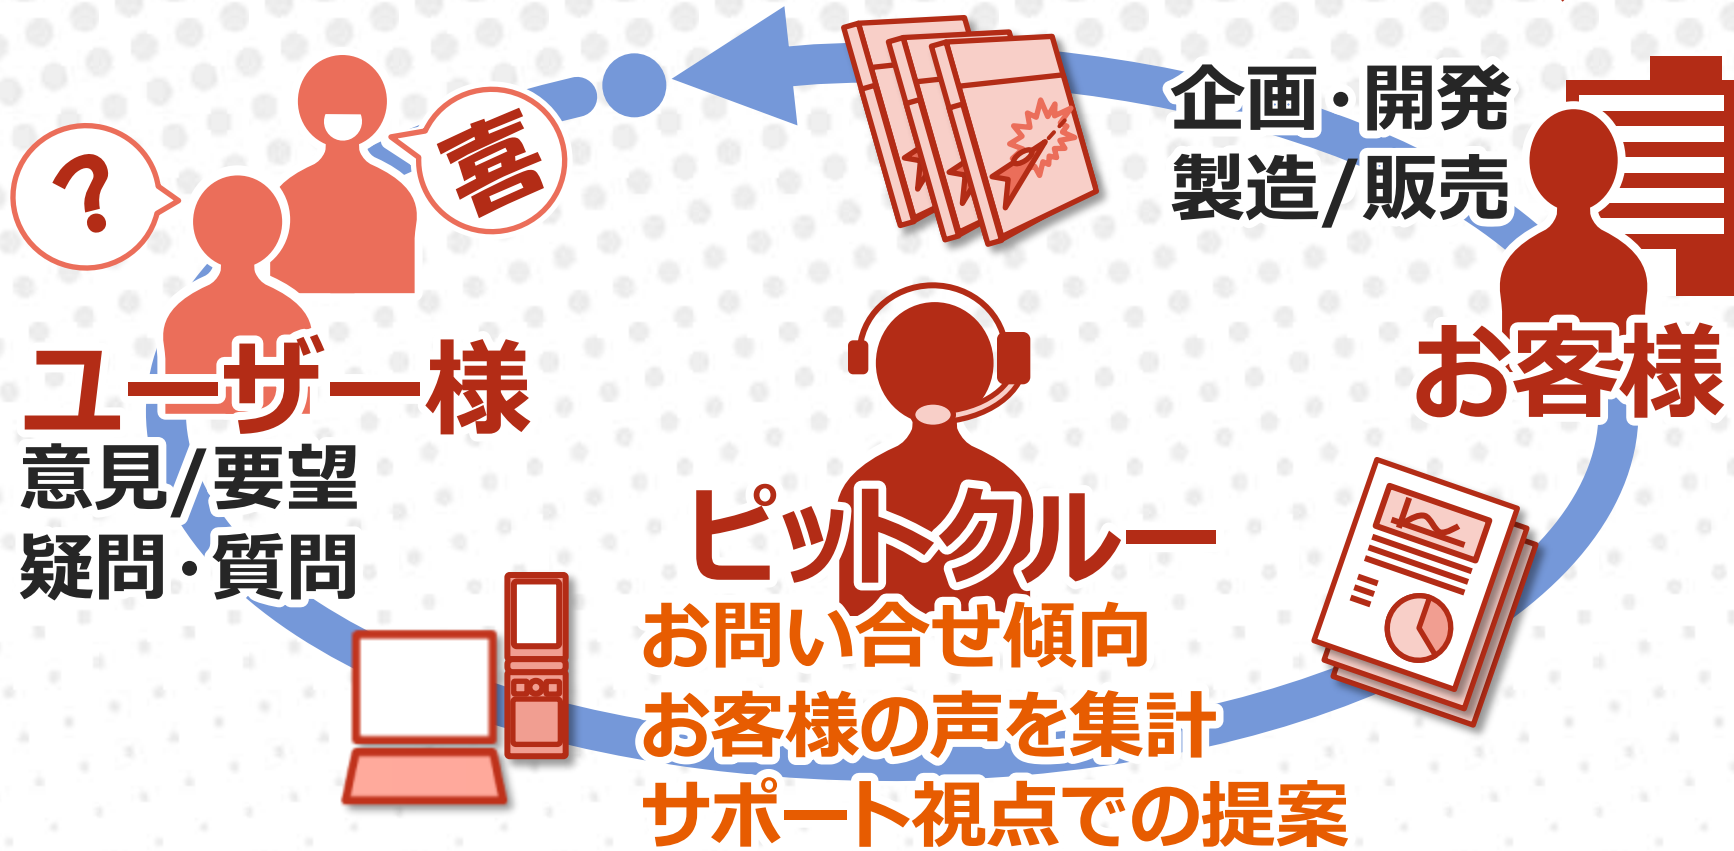 ?
喜
企画・開発
製造/販売
ユーザー様
意見/要望
疑問・質問
お客様
ピットクルー
お問い合せ傾向
お客様の声を集計
サポート視点での提案